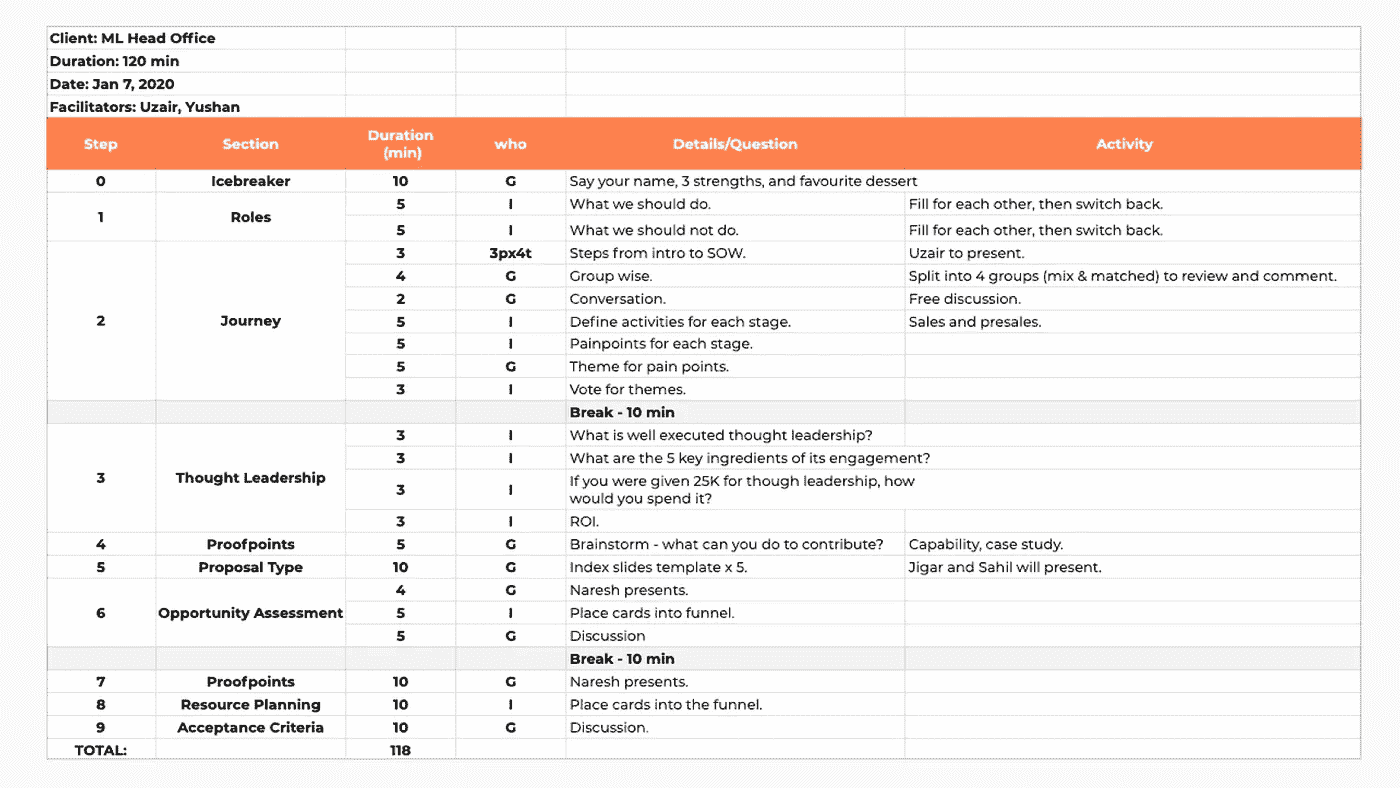 Client: ML Head Office
Duration: 120 min
Date: Jan 7, 2020
Facilitators: Uzair, Yushan
Step Section Duration (min) who Details/Question Activity
0 Icebreaker 10 G Say your name, 3 strengths, and favourite dessert
1 Roles 5 I What we should do. Fill for each other, then switch back.
5 I What we should not do. Fill for each other, then switch back.
2 Journey 3 3px4t Steps from intro to SOW. Uzair to present.
4 G Group wise. Split into 4 groups (mix & matched) to review and comment.
2 G Conversation. Free discussion.
5 I Define activities for each stage. Sales and presales.
5 I Painpoints for each stage.
5 G Theme for pain points.
3 I Vote for themes.
Break - 10 min
3 Thought Leadership 3 I What is well executed thought leadership?
3 I What are the 5 key ingredients of its engagement?
3 I If you were given 25K for though leadership, how
would you spend it?
3 I ROI.
4 Proofpoints 5 G Brainstorm - what can you do to contribute? Capability, case study.
5 Proposal Type 10 G Index slides template x 5. Jigar and Sahil will present.
6 Opportunity Assessment 4 G Naresh presents.
5 I Place cards into funnel.
5 G Discussion
Break - 10 min
7 Proofpoints 10 G Naresh presents.
8 Resource Planning 10 I Place cards into the funnel.
9 Acceptance Criteria 10 G Discussion.
TOTAL: 118